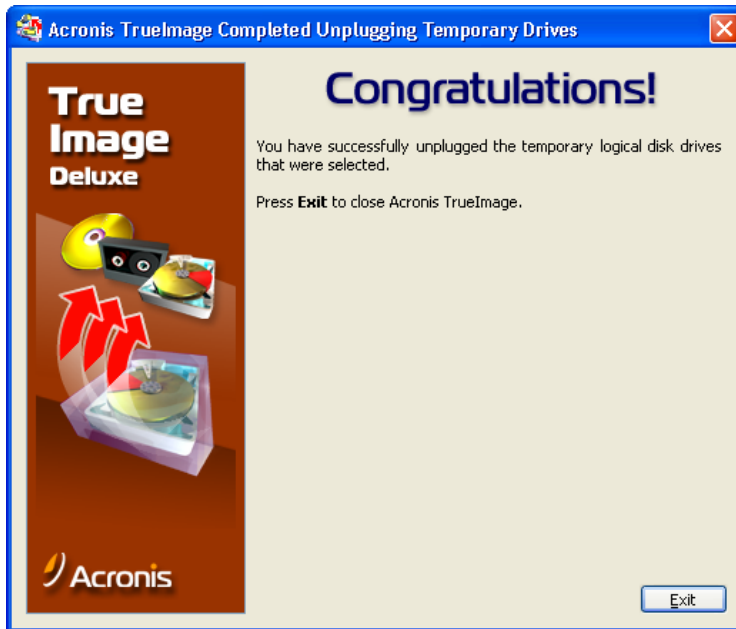 Acronis TrueImage Completed Unplugging Temporary Drives
True
Image
Deluxe
Acronis
Congratulations!
You have successfully unplugged the temporary logical disk drives
that were selected.
Press Exit to close Acronis TrueImage.
Exit